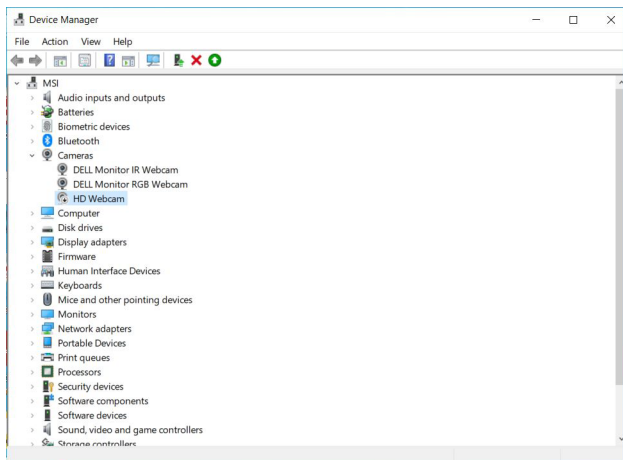 Device Manager
File Action View Help
MSI
Audio inputs and outputs
Batteries
Biometric devices
Bluetooth
Cameras
DELL Monitor IR Webcam
DELL Monitor RGB Webcam
HD Webcam
Computer
Disk drives
Display adapters
Firmware
Human Interface Devices
Keyboards
Mice and other pointing devices
Monitors
Network adapters
Portable Devices
Print queues
Processors
Security devices
Software components
Software devices
Sound, video and game controllers
Storage controllers